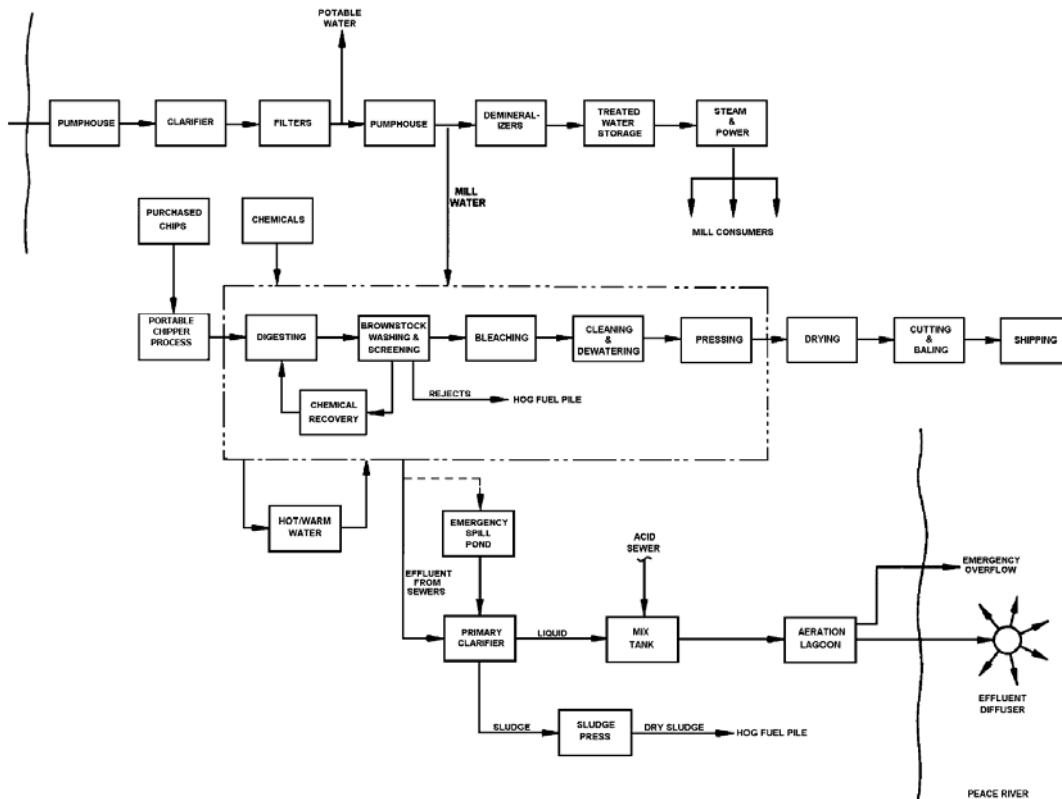 POTABLE
WATER
PUMPHOUSE
CLARIFIER
FILTERS
PUMPHOUSE
DEMINERAL-
IZERS
TREATED
WATER
STORAGE
STEAM
&
POWER
MILL
WATER
MILL CONSUMERS
PURCHASED
CHIPS
CHEMICALS
PORTABLE
CHIPPER
PROCESS
DIGESTING
BROWNSTOCK
WASHING &
SCREENING
BLEACHING
CLEANING
&
DEWATERING
PRESSING
DRYING
CUTTING
&
BALING
SHIPPING
CHEMICAL
RECOVERY
REJECTS
HOG FUEL PILE
HOT/WARM
WATER
EMERGENCY
SPILL
POND
EFFLUENT
FROM
SEWERS
ACID
SEWER
EMERGENCY
OVERFLOW
PRIMARY
CLARIFIER
LIQUID
MIX
TANK
AERATION
LAGOON
EFFLUENT
DIFFUSER
SLUDGE
SLUDGE
PRESS
DRY SLUDGE
HOG FUEL PILE
PEACE RIVER